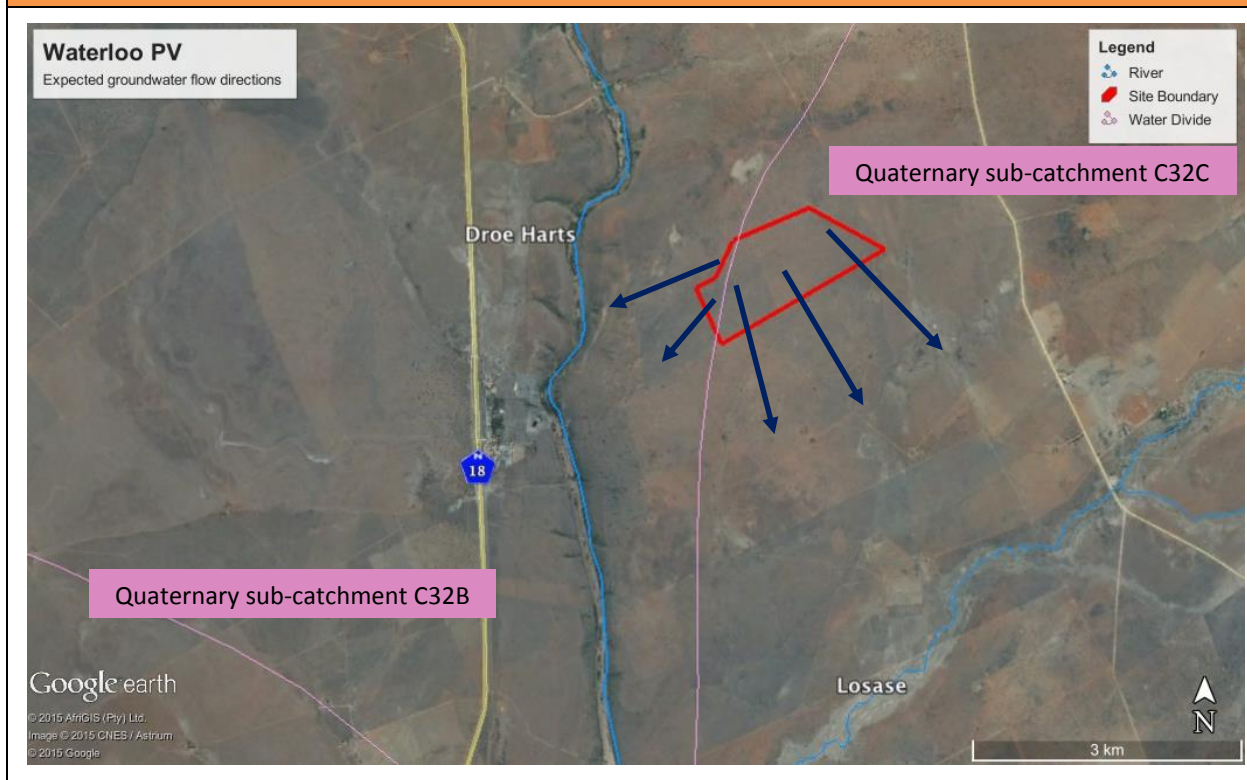 Waterloo PV
Expected groundwater flow directions
Legend
River
Site Boundary
Water Divide
Quaternary sub-catchment C32C
Droe Harts
N
18
Quaternary sub-catchment C32B
Losase
Google earth
© 2015 AfriGIS (Pty) Ltd.
Image © 2015 CNES / Astrium
© 2015 Google
N
3 km